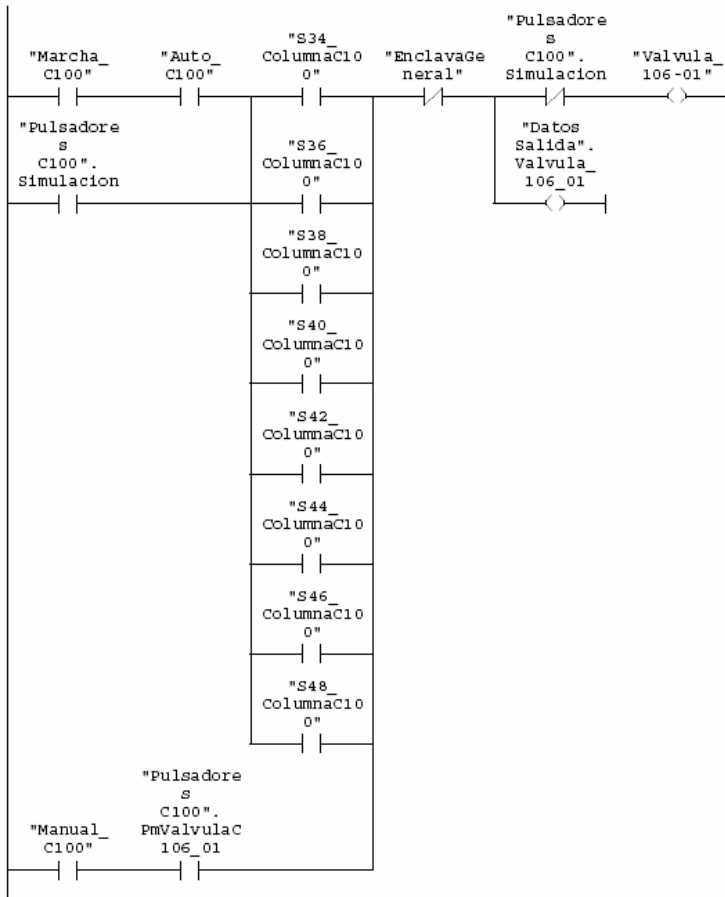 "Marcha_
C100"
"Auto_
C100"
"S34_
ColumnaC10
0"
"EnclavaGe
neral"
"Pulsadore
s
C100".
Simulacion
"Valvula_
106-01"
"Pulsadore
s
C100".
Simulacion
"S36_
ColumnaC10
0"
"Datos
Salida".
Valvula_
106_01
"S38_
ColumnaC10
0"
"S40_
ColumnaC10
0"
"S42_
ColumnaC10
0"
"S44_
ColumnaC10
0"
"S46_
ColumnaC10
0"
"S48_
ColumnaC10
0"
"Manual_
C100"
"Pulsadore
s
C100".
PmValvulaC
106_01